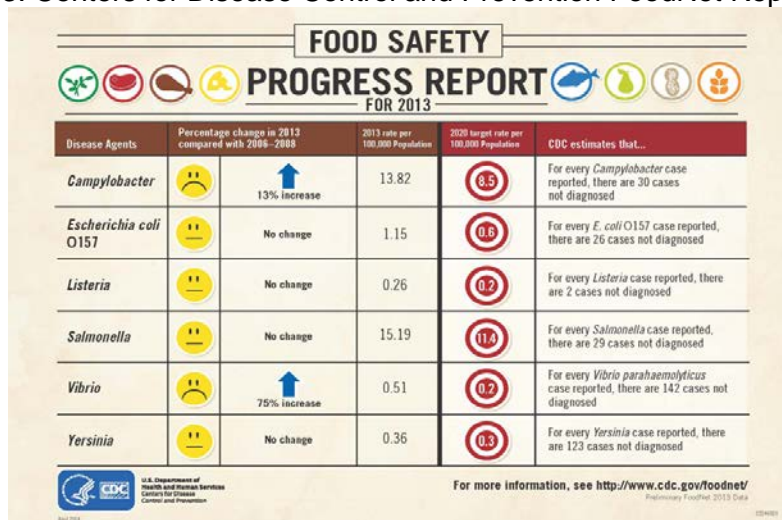 Centers for Disease Control and Prevention FoodNet Rep
FOOD SAFETY
PROGRESS REPORT
FOR 2013
Disease Agents
Percentage change in 2013
compared with 2006–2008
2013 rate per
100,000 Population
2020 target rate per
100,000 Population
CDC estimates that...
Campylobacter
13% increase
13.82
8.5
For every Campylobacter case
reported, there are 30 cases
not diagnosed
Escherichia coli
O157
No change
1.15
0.6
For every E. coli O157 case reported,
there are 26 cases not diagnosed
Listeria
No change
0.26
0.2
For every Listeria case reported, there
are 2 cases not diagnosed
Salmonella
No change
15.19
11.4
For every Salmonella case reported,
there are 29 cases not diagnosed
Vibrio
75% increase
0.51
0.2
For every Vibrio parahaemolyticus
case reported, there are 142 cases not
diagnosed
Yersinia
No change
0.36
0.3
For every Yersinia case reported, there
are 123 cases not diagnosed
CDC
U.S. Department of
Health and Human Services
Centers for Disease
Control and Prevention
For more information, see http://www.cdc.gov/foodnet/
Preliminary FoodNet 2013 Data